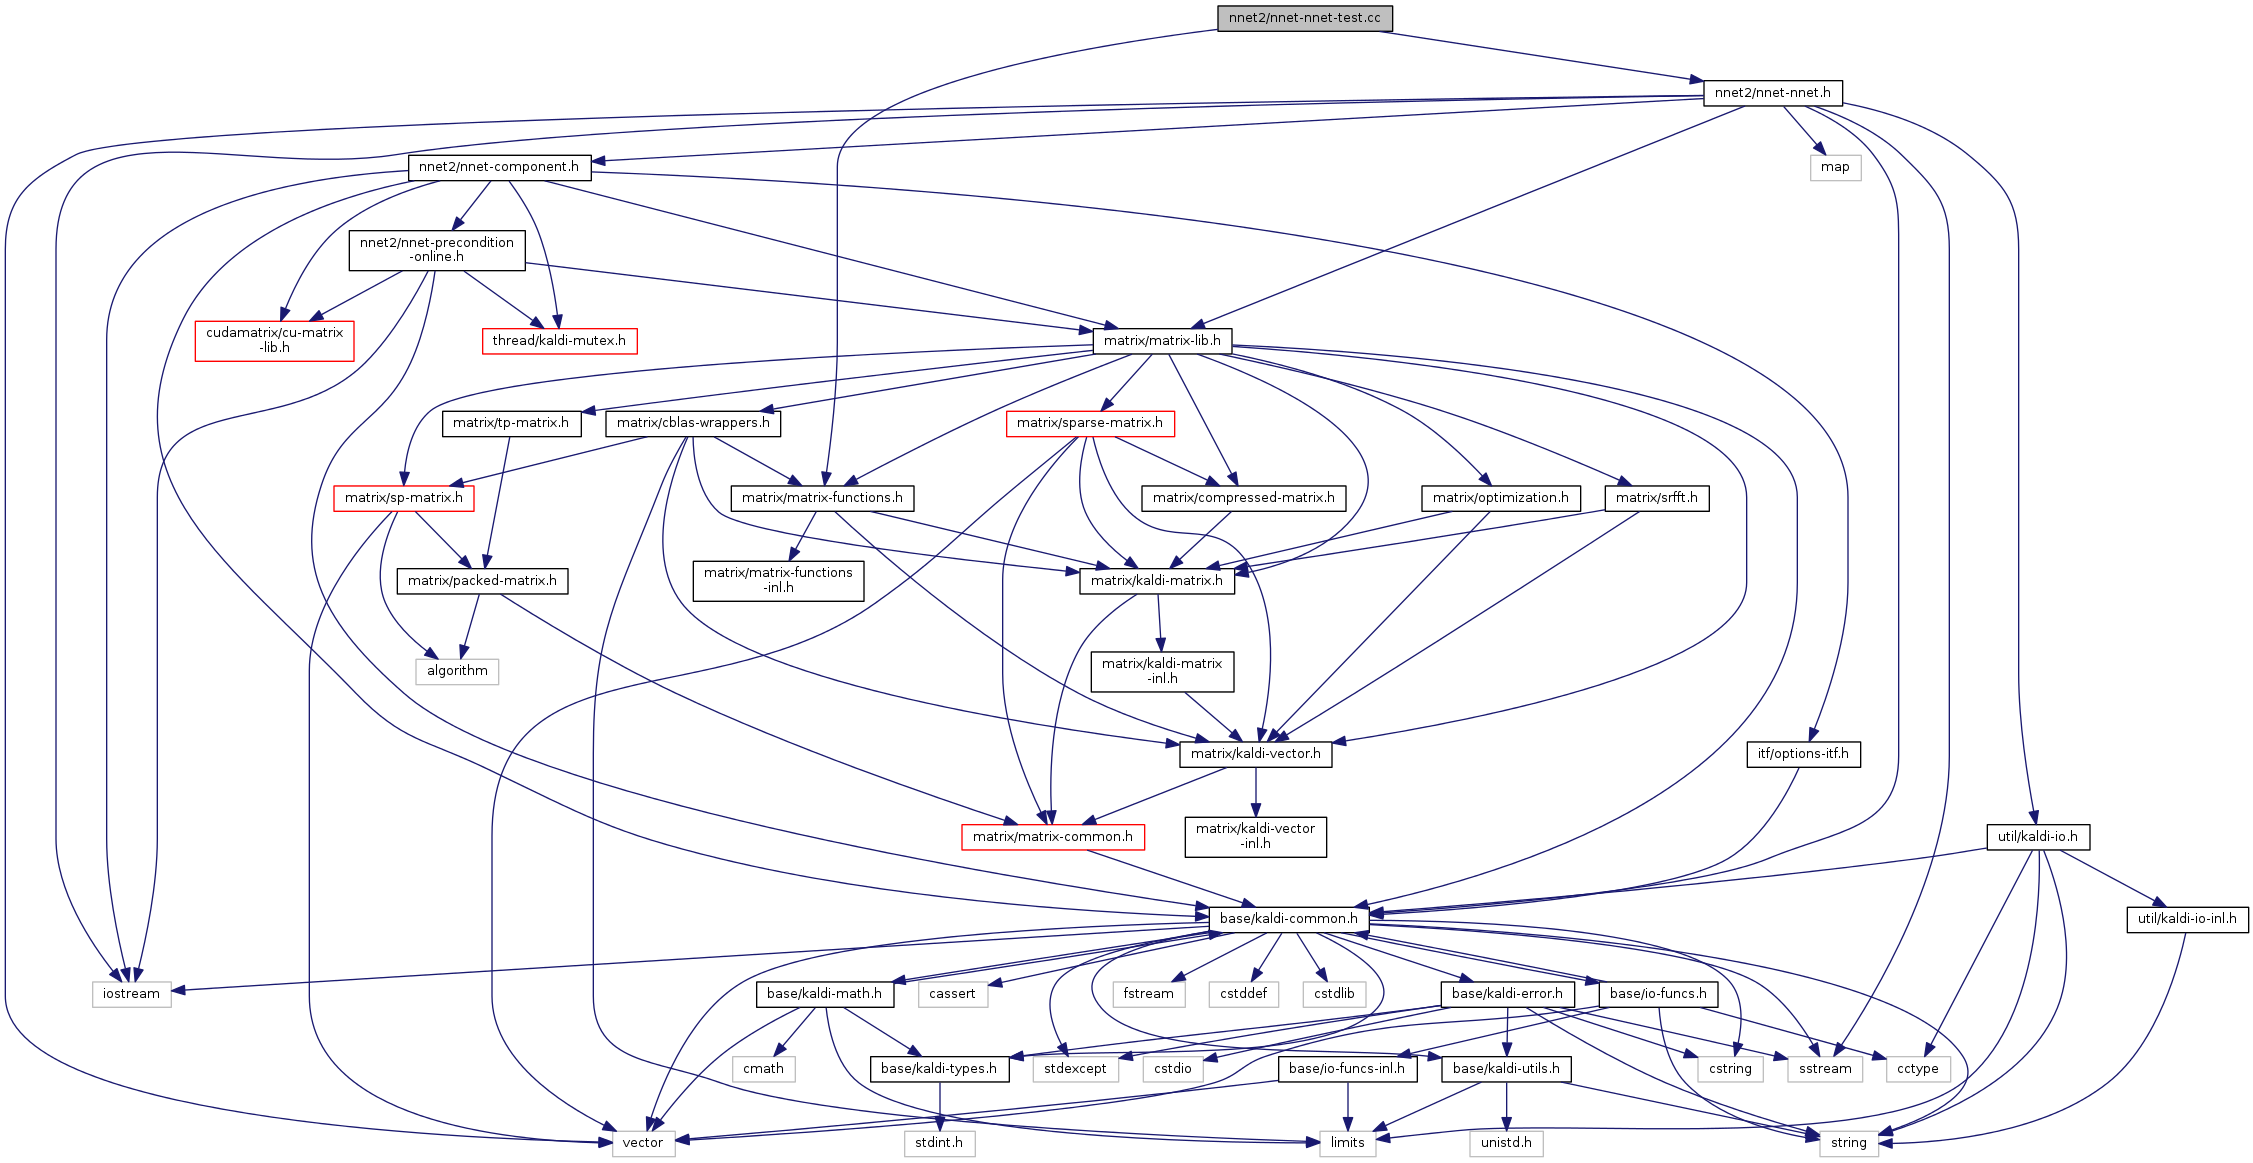 nnet2/nnet-nnet-test.cc
nnet2/nnet-nnet.h
nnet2/nnet-component.h
map
nnet2/nnet-precondition
-online.h
cudamatrix/cu-matrix
-lib.h
thread/kaldi-mutex.h
matrix/matrix-lib.h
matrix/tp-matrix.h
matrix/cblas-wrappers.h
matrix/sparse-matrix.h
matrix/sp-matrix.h
matrix/matrix-functions.h
matrix/compressed-matrix.h
matrix/optimization.h
matrix/srfft.h
matrix/packed-matrix.h
matrix/matrix-functions
-inl.h
matrix/kaldi-matrix.h
algorithm
matrix/kaldi-matrix
-inl.h
matrix/kaldi-vector.h
itf/options-itf.h
matrix/matrix-common.h
matrix/kaldi-vector
-inl.h
util/kaldi-io.h
base/kaldi-common.h
util/kaldi-io-inl.h
iostream
base/kaldi-math.h
cassert
fstream
cstddef
cstdlib
base/kaldi-error.h
base/io-funcs.h
cmath
base/kaldi-types.h
stdexcept
cstdio
base/io-funcs-inl.h
base/kaldi-utils.h
cstring
sstream
cctype
vector
stdint.h
limits
unistd.h
string